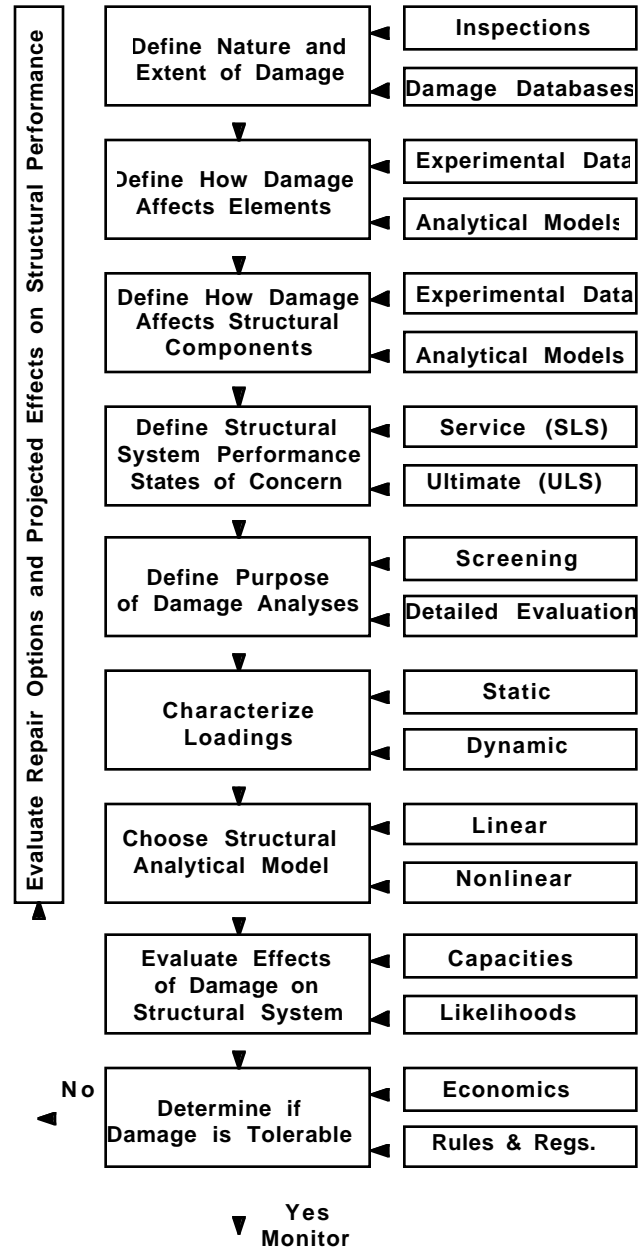 Evaluate Repair Options and Projected Effects on Structural Performance
Define Nature and
Extent of Damage
Inspections
Damage Databases
Define How Damage
Affects Elements
Experimental Data
Analytical Models
Define How Damage
Affects Structural
Components
Experimental Data
Analytical Models
Define Structural
System Performance
States of Concern
Service (SLS)
Ultimate (ULS)
Define Purpose
of Damage Analyses
Screening
Detailed Evaluation
Characterize
Loadings
Static
Dynamic
Choose Structural
Analytical Model
Linear
Nonlinear
Evaluate Effects
of Damage on
Structural System
Capacities
Likelihoods
No
Determine if
Damage is Tolerable
Economics
Rules & Regs.
Yes
Monitor